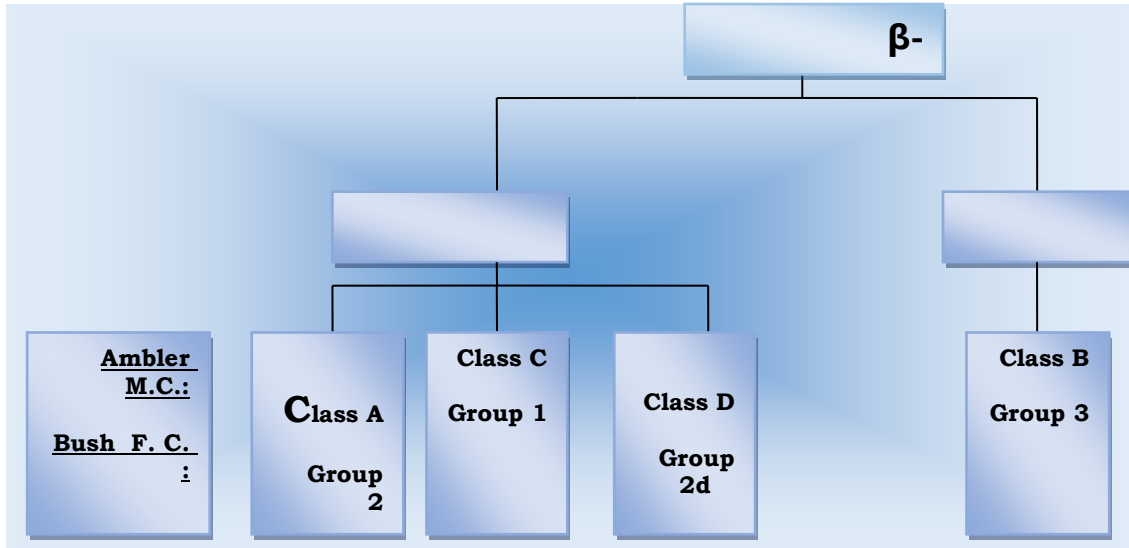 β-
Ambler
M.C.:
Bush F. C.
:
Class A
Group
2
Class C
Group 1
Class D
Group
2d
Class B
Group 3